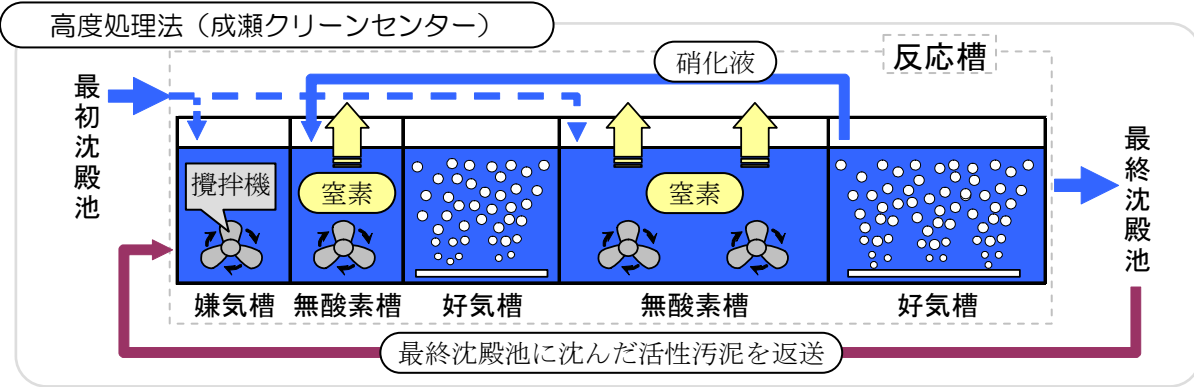 高度処理法（成瀬クリーンセンター）
反応槽
硝化液
最初沈殿池
攪拌機
窒素
窒素
最終沈殿池
嫌気槽
無酸素槽
好気槽
無酸素槽
好気槽
最終沈殿池に沈んだ活性汚泥を返送